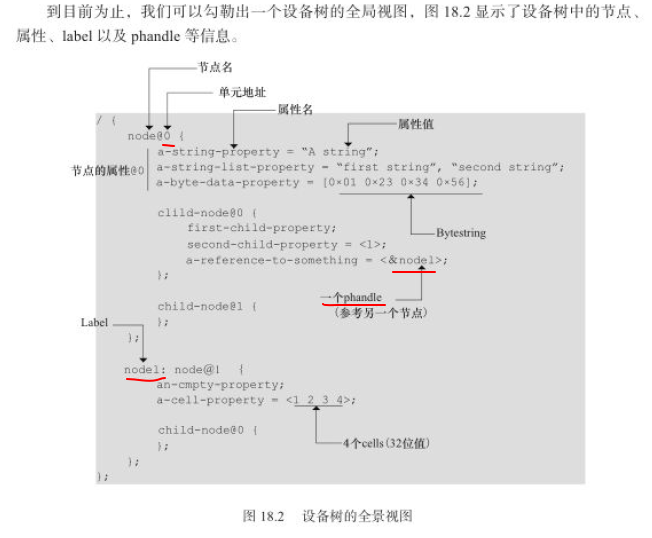 到目前为止，我们可以勾勒出一个设备树的全局视图，图 18.2 显示了设备树中的节点、
属性、label 以及 phandle 等信息。
节点名
单元地址
属性名
属性值
/ {
node@0 {
a-string-property = “A string”;
节点的属性@0
a-string-list-property = “first string”, “second string”;
a-byte-data-property = [0×01 0×23 0×34 0×56];
clild-node@0 {
first-child-property;
Bytestring
second-child-property = <1>;
a-reference-to-something = <&node1>;
};
一个phandle
(参考另一个节点)
child-node@1 {
};
Label
};
node1: node@1 {
an-cmpty-property;
a-cell-property = <1 2 3 4>;
child-node@0 {
4个cells(32位值)
};
};
};
图 18.2 设备树的全景视图